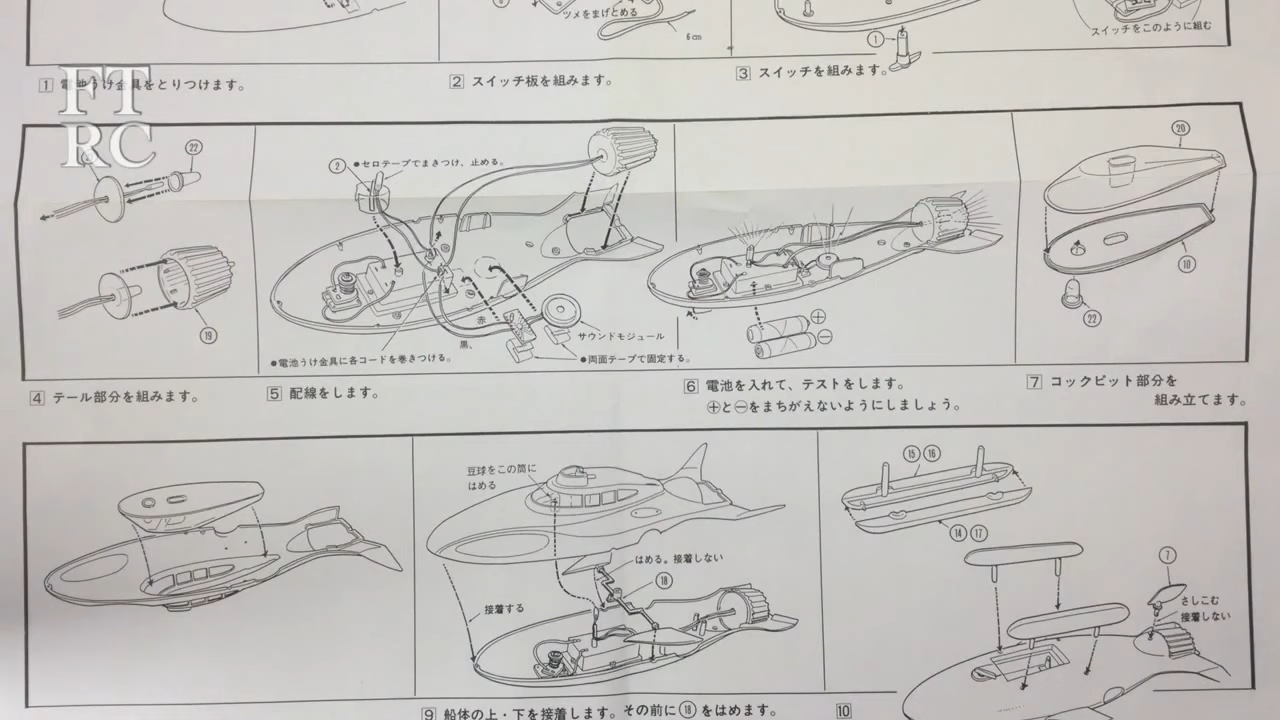 ツメをまげとめる
6cm
1
スイッチをこのように組む
1 電池うけ金具をとりつけます。
2 スイッチ板を組みます。
3 スイッチを組みます。
FT
RC
22
19
2 ●セロテープでまきつけ、止める。
赤
黒、
サウンドモジュール
●電池うけ金具に各コードを巻きつける。
●両面テープで固定する。
⊕
⊖
20
10
22
4 テール部分を組みます。
5 配線をします。
6 電池を入れて、テストをします。
⊕と⊖をまちがえないようにしましょう。
7 コックピット部分を
組み立てます。
豆球をこの筒に
はめる
はめる。接着しない
18
接着する
15 16
14 17
7
さしこむ
接着しない
9 船体の上・下を接着します。その前に⑱をはめます。
10